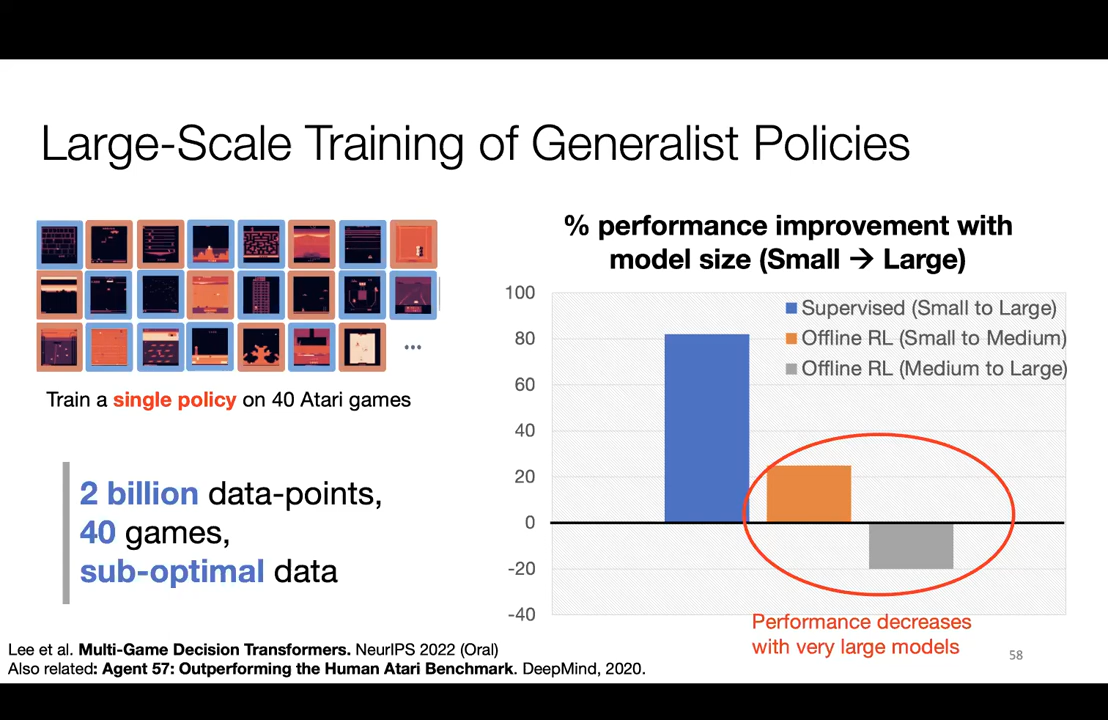 Large-Scale Training of Generalist Policies
Train a single policy on 40 Atari games
2 billion data-points,
40 games,
sub-optimal data
% performance improvement with
model size (Small → Large)
100
80
60
40
20
0
-20
-40
Supervised (Small to Large)
Offline RL (Small to Medium)
Offline RL (Medium to Large)
Performance decreases
with very large models
Lee et al. Multi-Game Decision Transformers. NeurIPS 2022 (Oral)
Also related: Agent 57: Outperforming the Human Atari Benchmark. DeepMind, 2020.
58